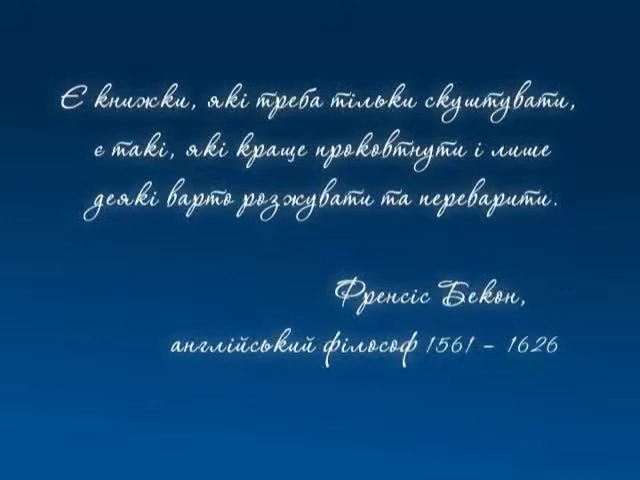 Є книжки, які треба тільки скуштувати,
є такі, які краще проковтнути і лише
деякі варто розжувати та переварити.
Френсіс Бекон,
англійський філософ 1561 – 1626